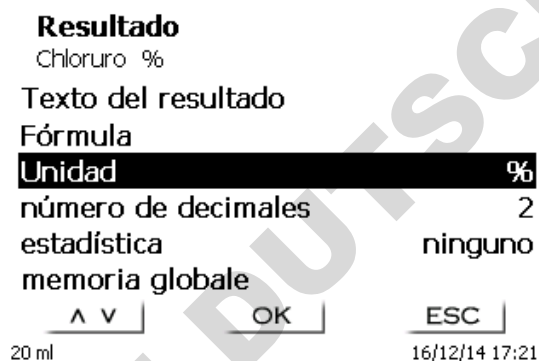 Resultado
Chloruro %
Texto del resultado
Fórmula
Unidad %
número de decimales 2
estadística ninguno
memoria globale
∧ ∨ OK ESC
20 ml 16/12/14 17:21